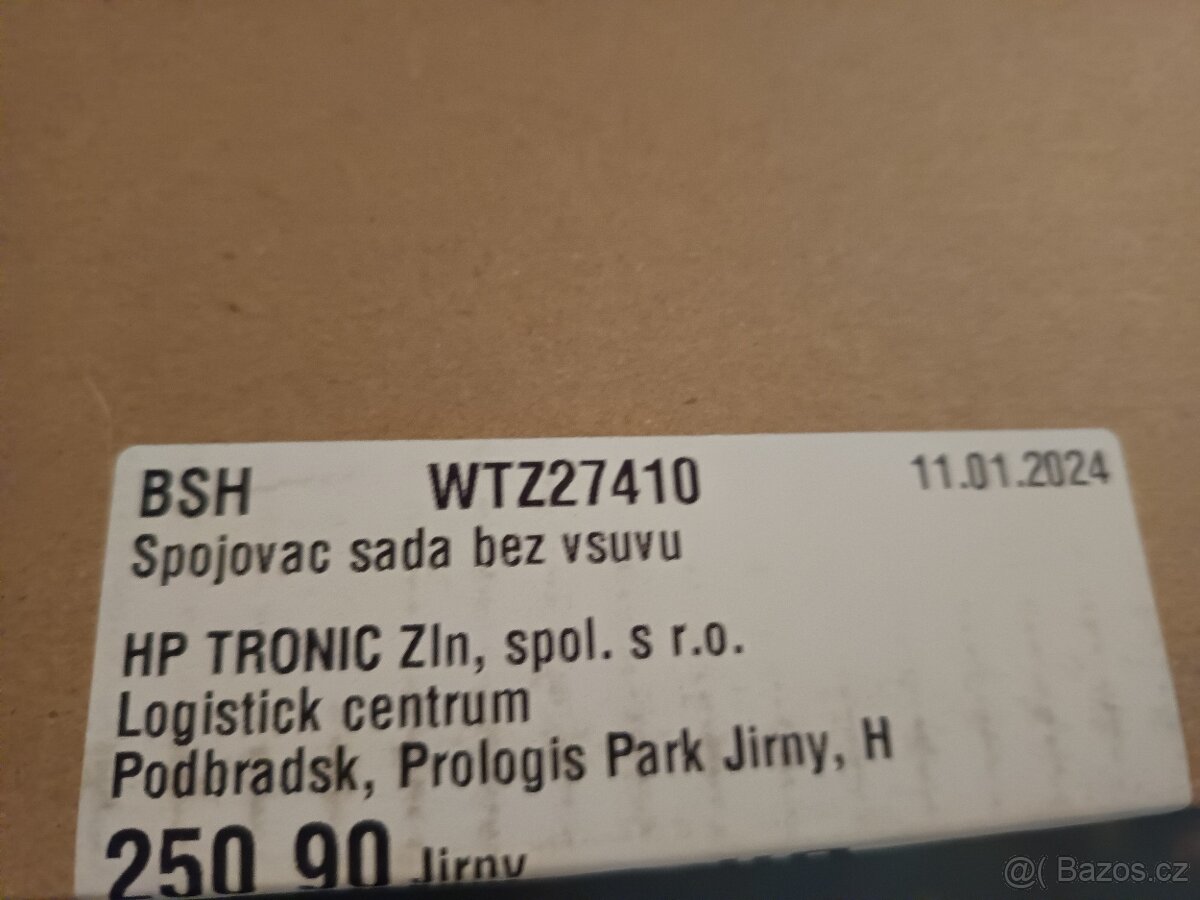 BSH WTZ27410 11.01.2024
Spojovac sada bez vsuvu
HP TRONIC Zln, spol. s r.o.
Logistick centrum
Podbradsk, Prologis Park Jirny, H
250 90 Jirny
@( Bazos.cz